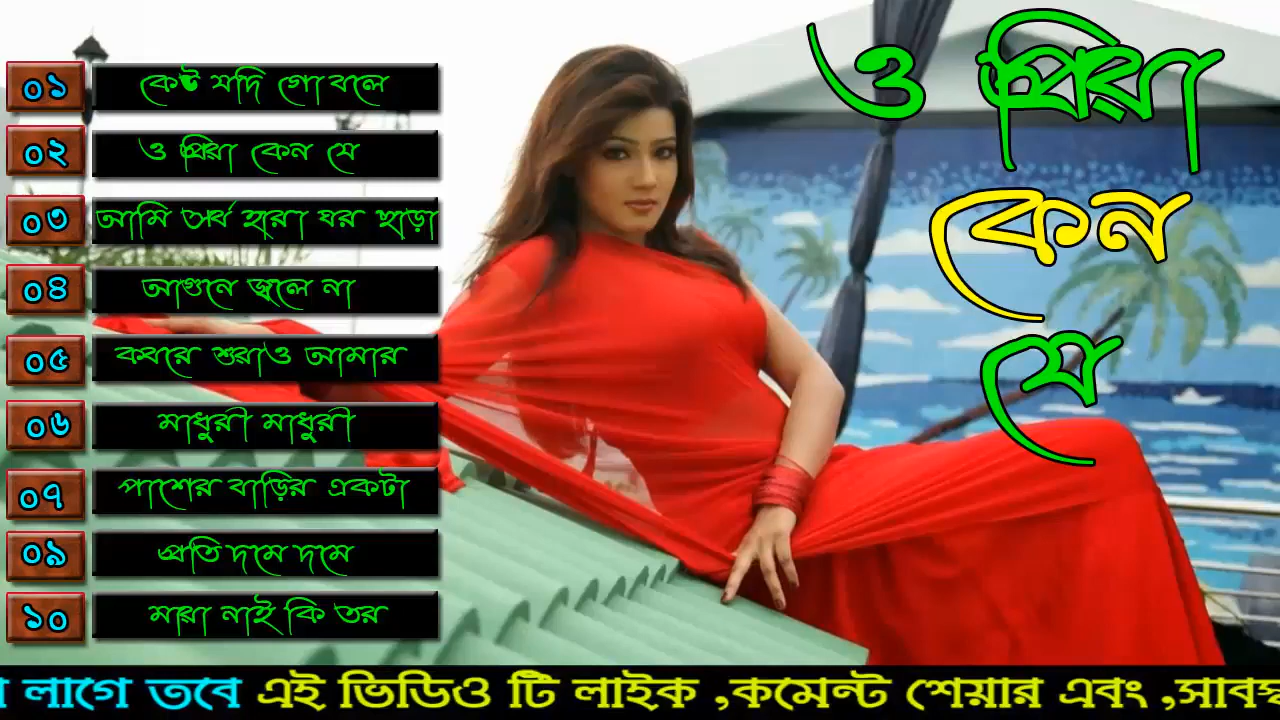 ও প্রিয়া
কেন
যে
০১ কেউ যদি গো বলে
০২ ও প্রিয়া কেন যে
০৩ আমি অর্থ হারা ঘর ছাড়া
০৪ আগুনে জ্বলে না
০৫ কবরে শুয়াও আমার
০৬ মাধুরী মাধুরী
০৭ পাশের বাড়ির একটা
০৯ প্রতি দমে দমে
১০ মায়া নাই কি তর
লাগে তবে এই ভিডিও টি লাইক ,কমেন্ট শেয়ার এবং ,সাবস্ক